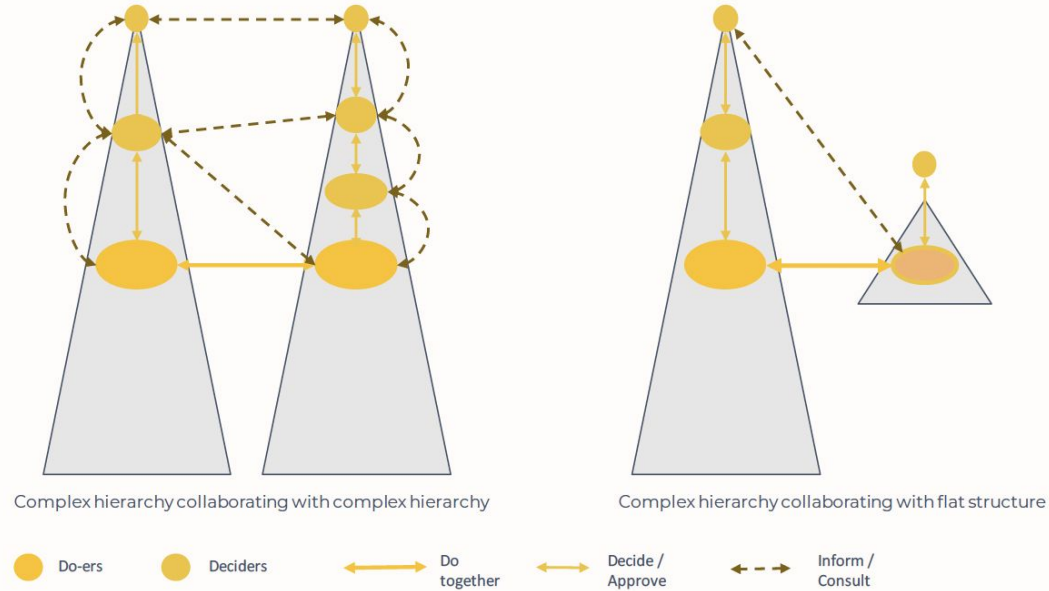 Complex hierarchy collaborating with complex hierarchy
Complex hierarchy collaborating with flat structure
Do-ers
Deciders
Do
together
Decide /
Approve
Inform /
Consult